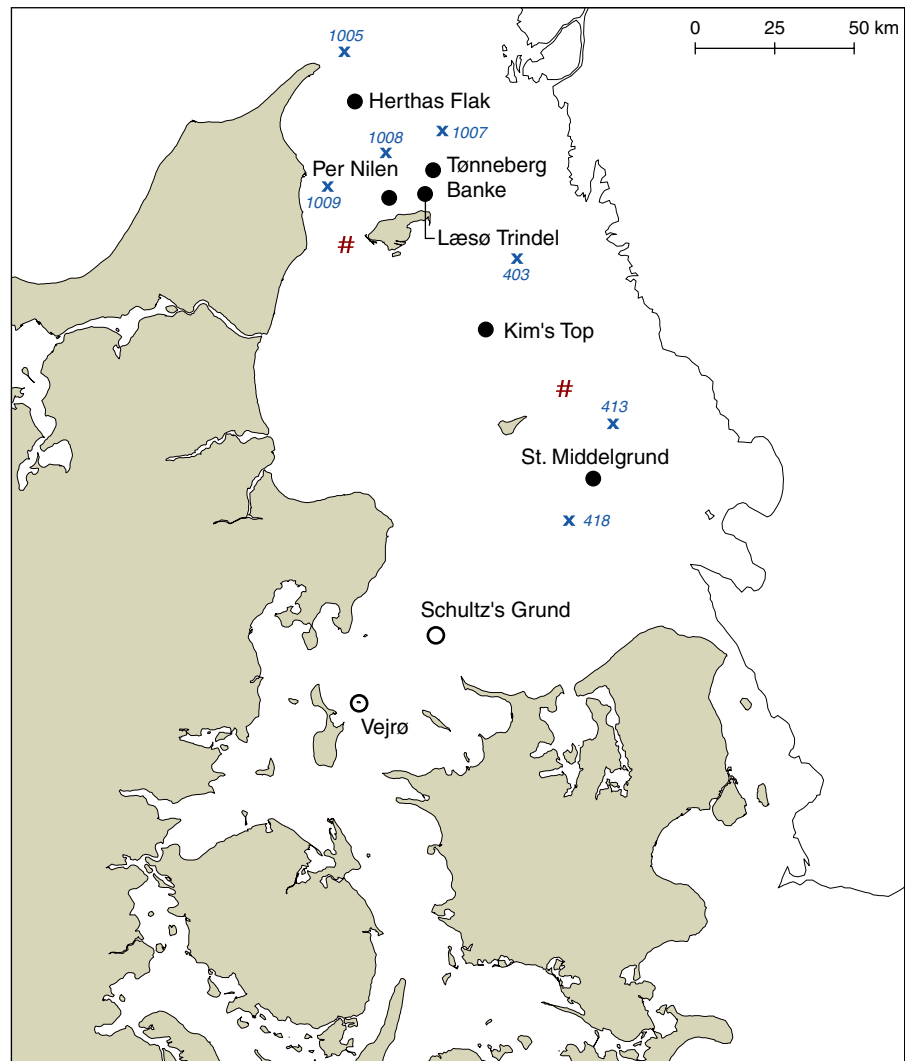 1005
0 25 50 km
Herthas Flak
1008
1007
Per Nilen
Tønneberg
Banke
1009
#
Læsø Trindel
403
Kim's Top
#
413
St. Middelgrund
418
Schultz's Grund
Vejrø